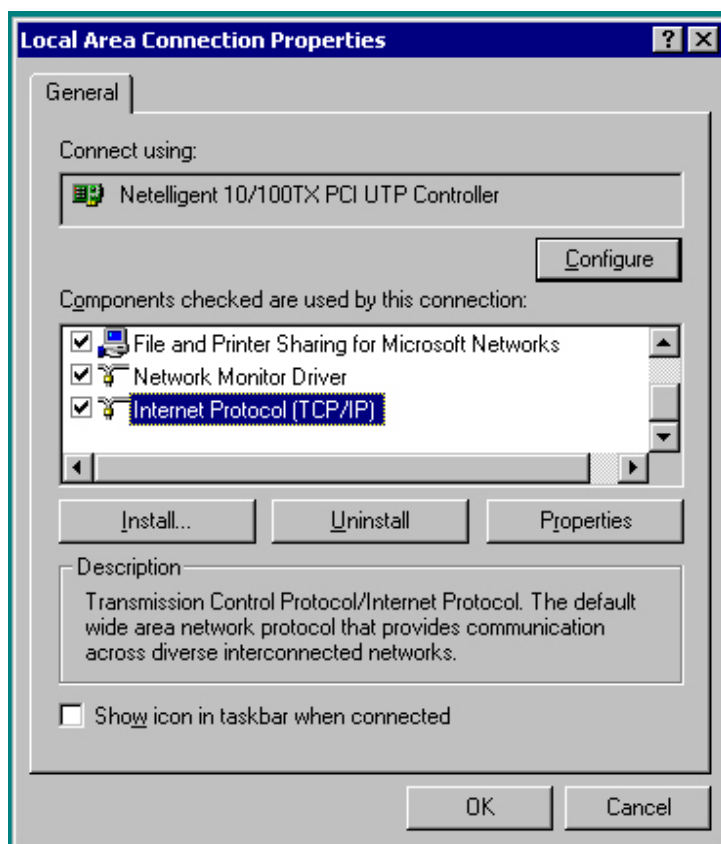 Local Area Connection Properties
General
Connect using:
Netelligent 10/100TX PCI UTP Controller
Configure
Components checked are used by this connection:
File and Printer Sharing for Microsoft Networks
Network Monitor Driver
Internet Protocol (TCP/IP)
Install... Uninstall Properties
Description
Transmission Control Protocol/Internet Protocol. The default
wide area network protocol that provides communication
across diverse interconnected networks.
Show icon in taskbar when connected
OK Cancel